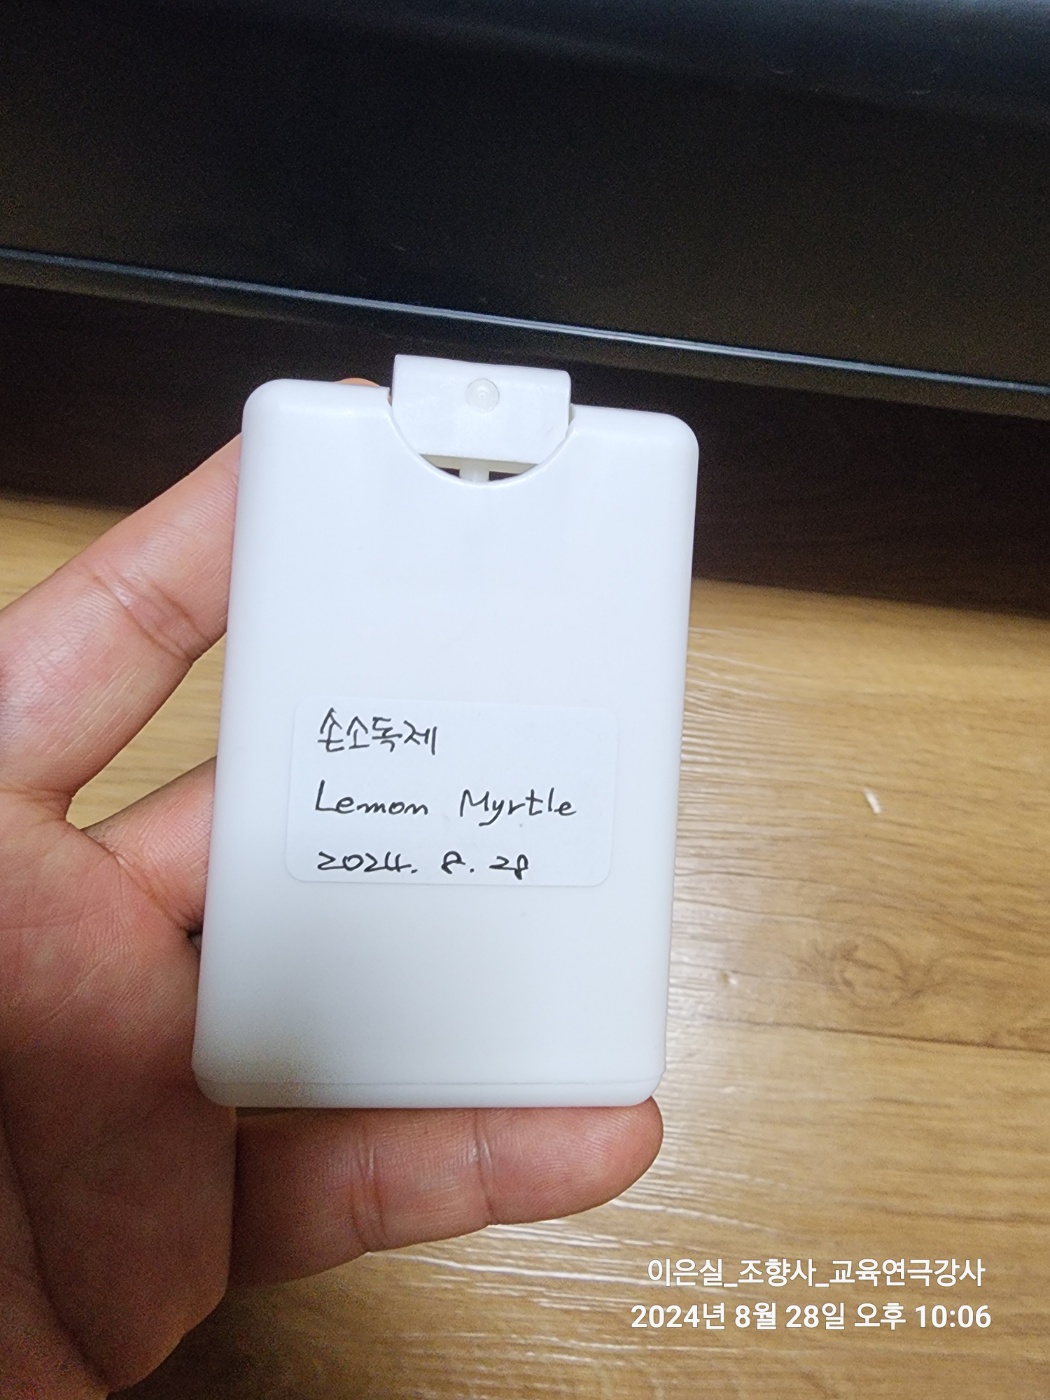 손소독제
Lemon Myrtle
2024. 8. 28
이은실_조향사_교육연극강사
2024년 8월 28일 오후 10:06